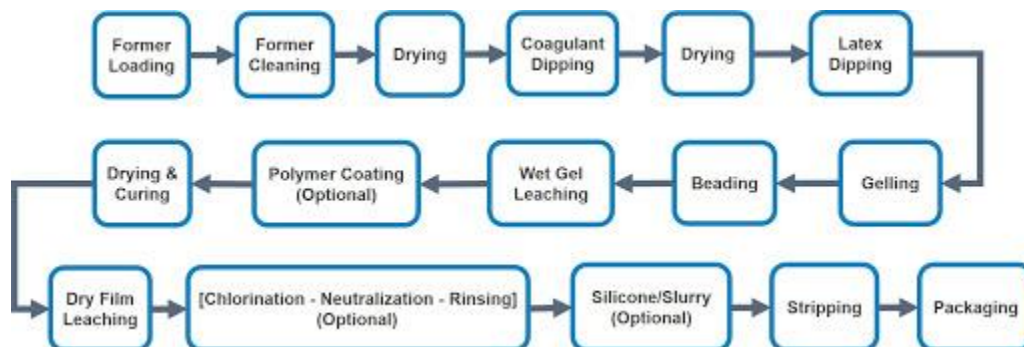 Former
Loading
Former
Cleaning
Drying
Coagulant
Dipping
Drying
Latex
Dipping
Gelling
Beading
Wet Gel
Leaching
Polymer Coating
(Optional)
Drying &
Curing
Dry Film
Leaching
[Chlorination - Neutralization - Rinsing]
(Optional)
Silicone/Slurry
(Optional)
Stripping
Packaging